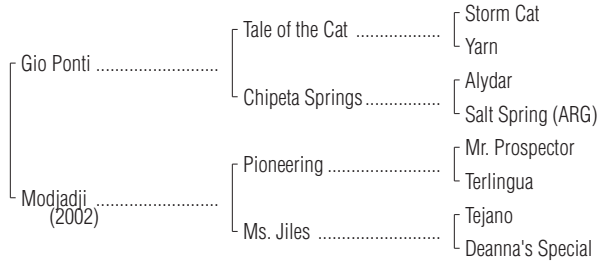 Storm Cat
Tale of the Cat ..................
Yarn
Gio Ponti ..........................
Alydar
Chipeta Springs................
Salt Spring (ARG)
Mr. Prospector
Pioneering ........................
Terlingua
Modjadji ..........................
(2002)
Tejano
Ms. Jiles ..........................
Deanna's Special